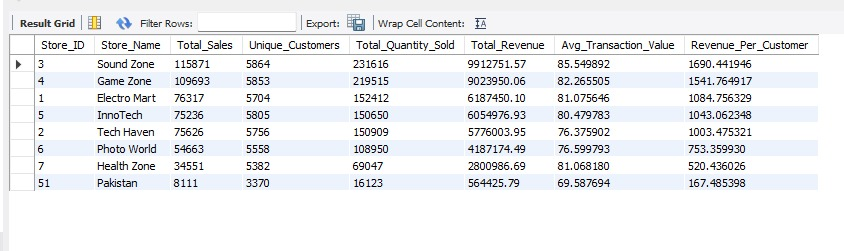 Result Grid Filter Rows: Export: Wrap Cell Content:
Store_ID Store_Name Total_Sales Unique_Customers Total_Quantity_Sold Total_Revenue Avg_Transaction_Value Revenue_Per_Customer
3 Sound Zone 115871 5864 231616 9912751.57 85.549892 1690.441946
4 Game Zone 109693 5853 219515 9023950.06 82.265505 1541.764917
1 Electro Mart 76317 5704 152412 6187450.10 81.075646 1084.756329
5 InnoTech 75236 5805 150650 6054976.93 80.479783 1043.062348
2 Tech Haven 75626 5756 150909 5776003.95 76.375902 1003.475321
6 Photo World 54663 5558 108950 4187174.49 76.599793 753.359930
7 Health Zone 34551 5382 69047 2800986.69 81.068180 520.436026
51 Pakistan 8111 3370 16123 564425.79 69.587694 167.485398